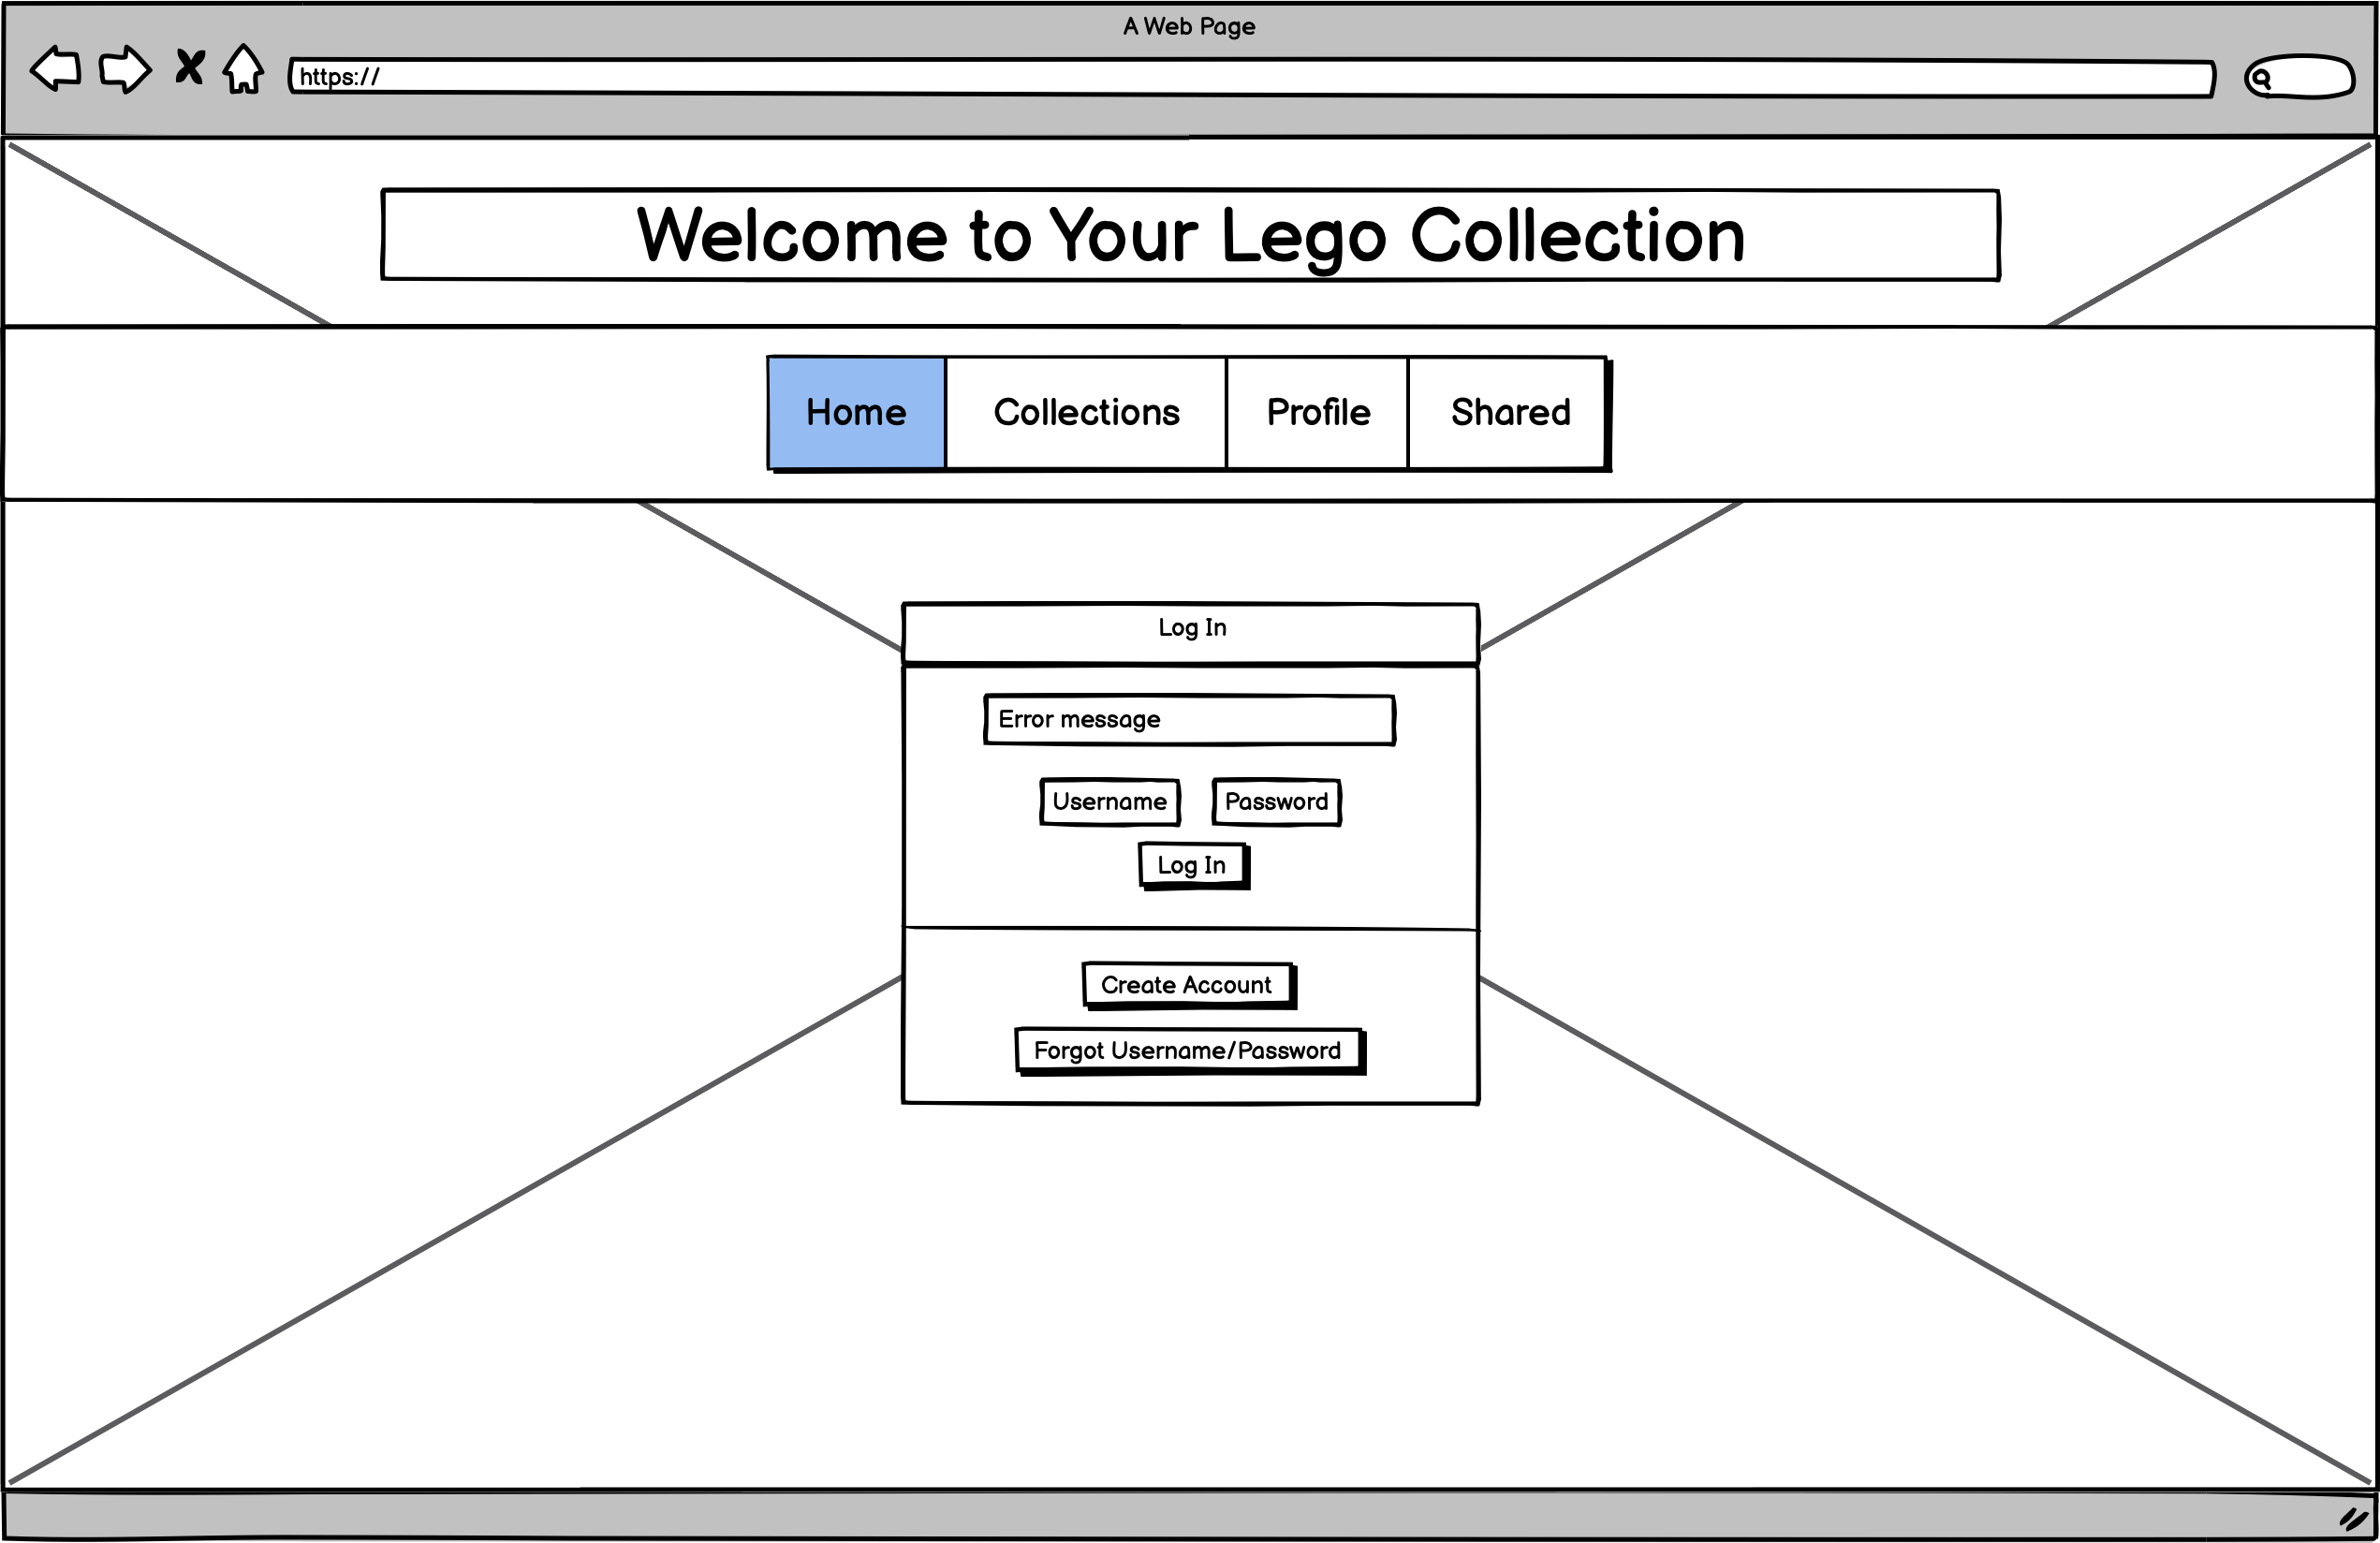 A Web Page
https://
Welcome to Your Lego Collection
Home Collections Profile Shared
Log In
Error message
Username Password
Log In
Create Account
Forgot Username/Password